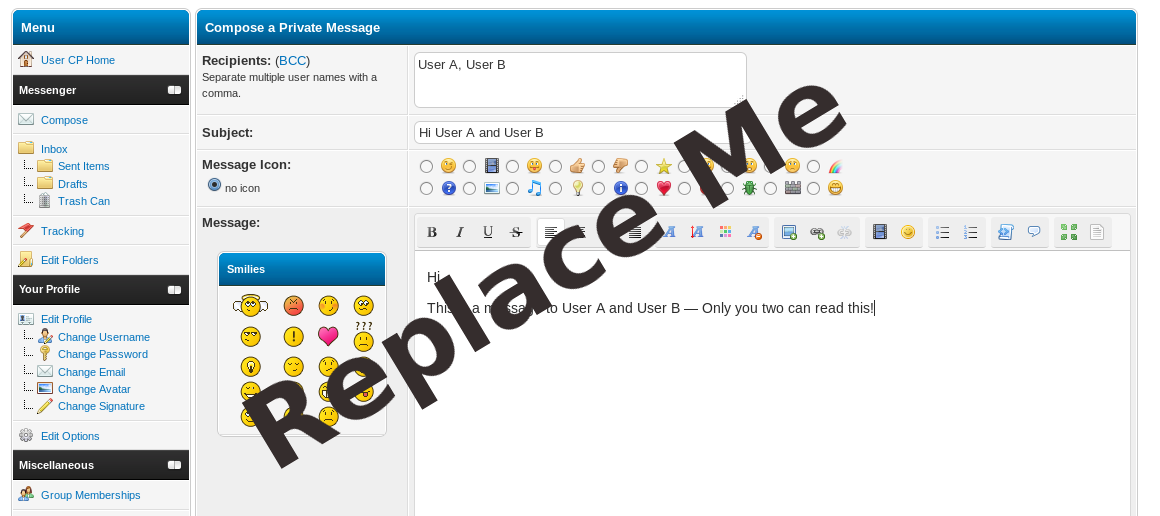 Menu
User CP Home
Messenger
Compose
Inbox
Sent Items
Drafts
Trash Can
Tracking
Edit Folders
Your Profile
Edit Profile
Change Username
Change Password
Change Email
Change Avatar
Change Signature
Edit Options
Miscellaneous
Group Memberships
Compose a Private Message
Recipients: (BCC)
Separate multiple user names with a
comma.
User A, User B
Subject:
Hi User A and User B
Message Icon:
no icon
Message:
B I U S
Smilies
???
Hi
a to User A and User B — Only you two can read this!
Replace Me